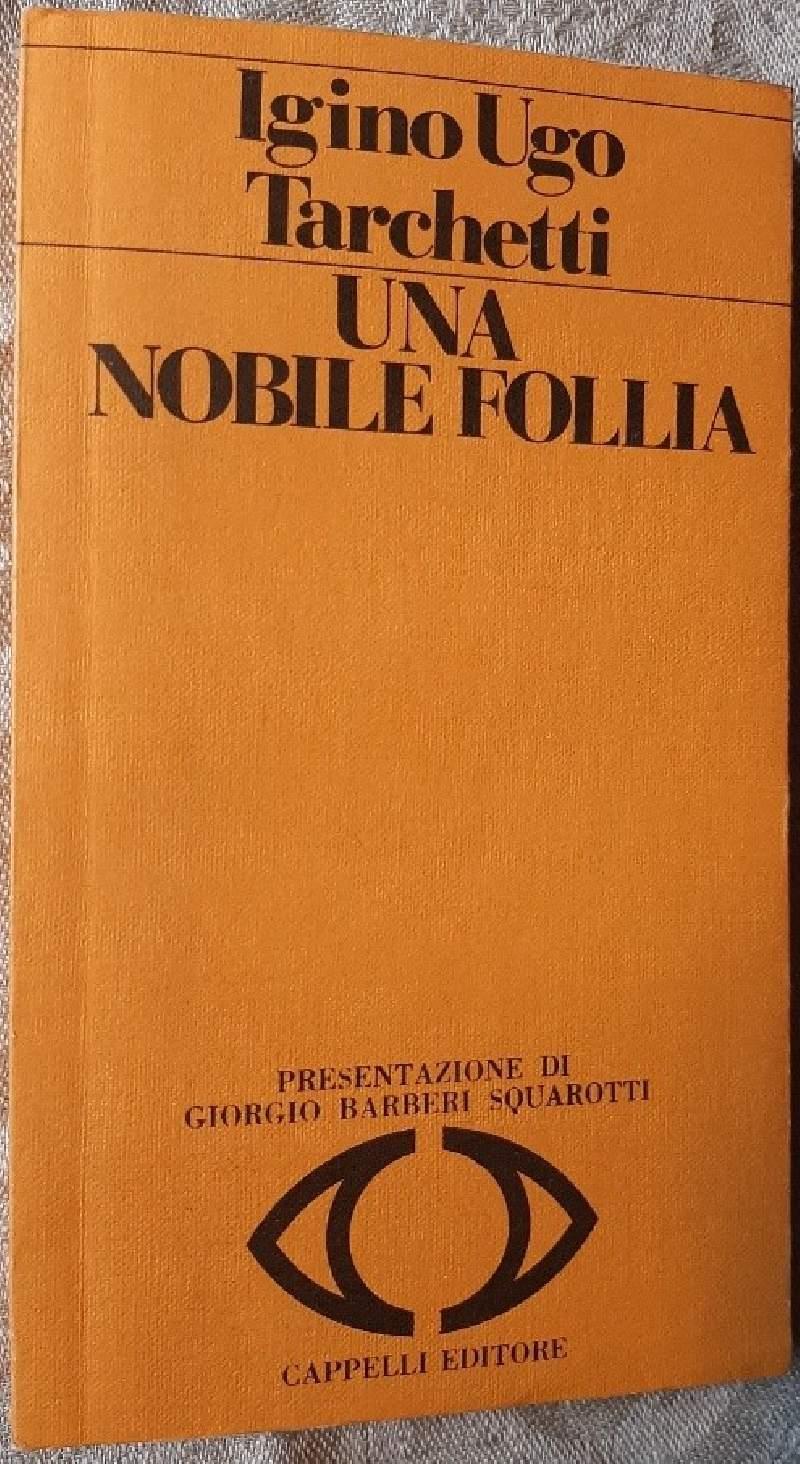 Igino Ugo
Tarchetti
UNA
NOBILE FOLLIA
PRESENTAZIONE DI
GIORGIO BARBERI SQUAROTTI
CAPPELLI EDITORE